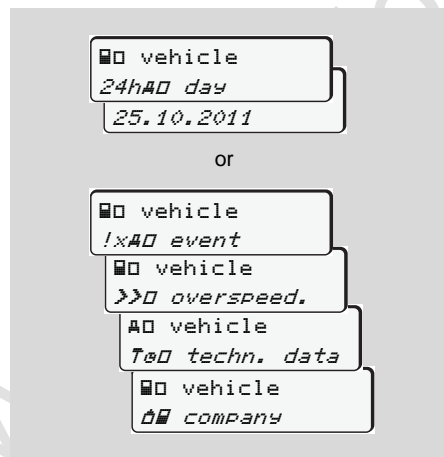 vehicle
24h day
25.10.2011
or
vehicle
!x event
vehicle
>> overspeed.
vehicle
T techn. data
vehicle
company